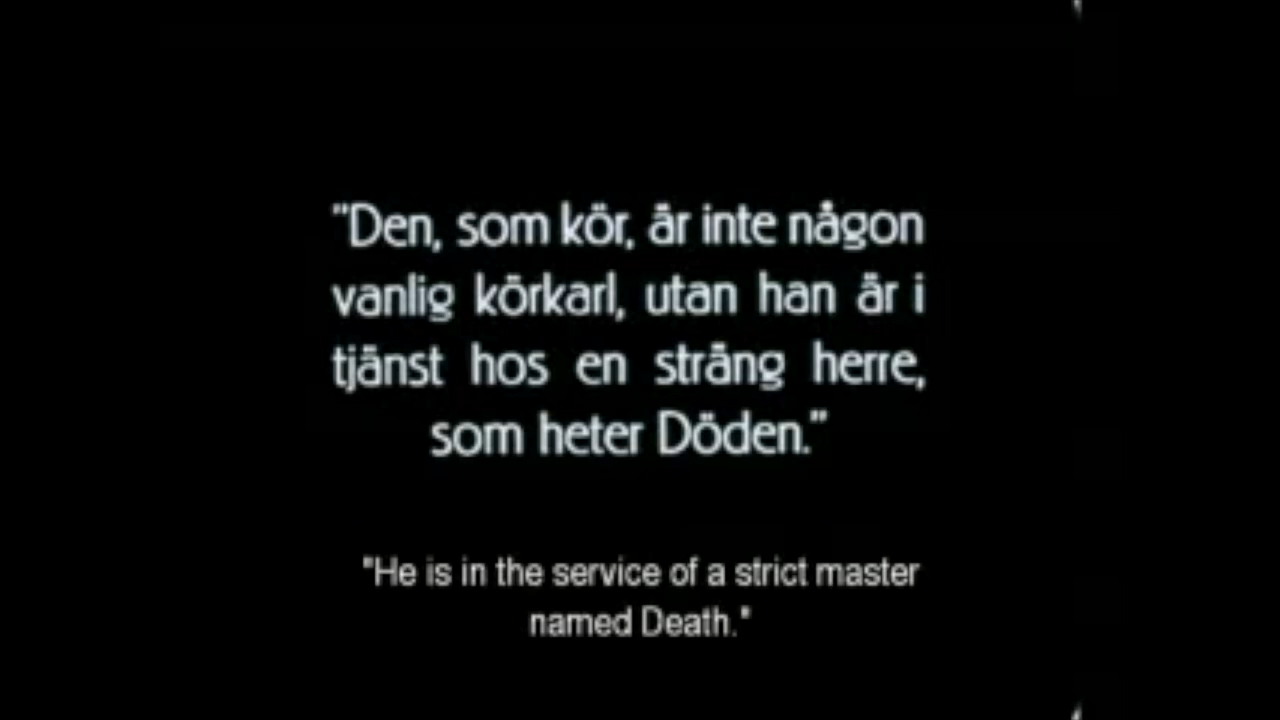 "Den, som kör, är inte någon
vanlig körkarl, utan han är i
tjänst hos en sträng herre,
som heter Döden."
"He is in the service of a strict master
named Death."